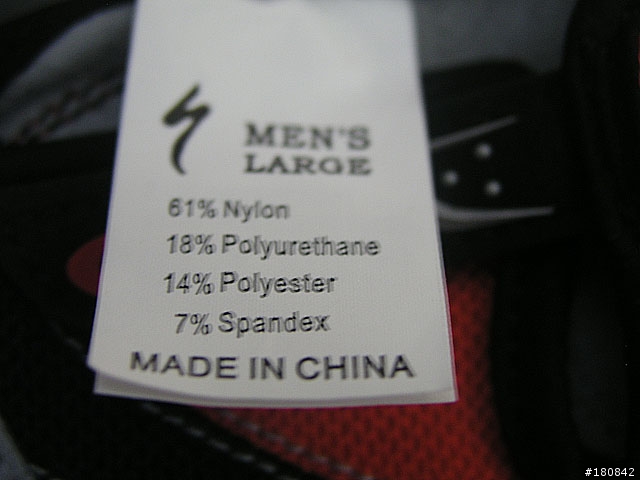 MEN'S
LARGE
61% Nylon
18% Polyurethane
14% Polyester
7% Spandex
MADE IN CHINA
#180842